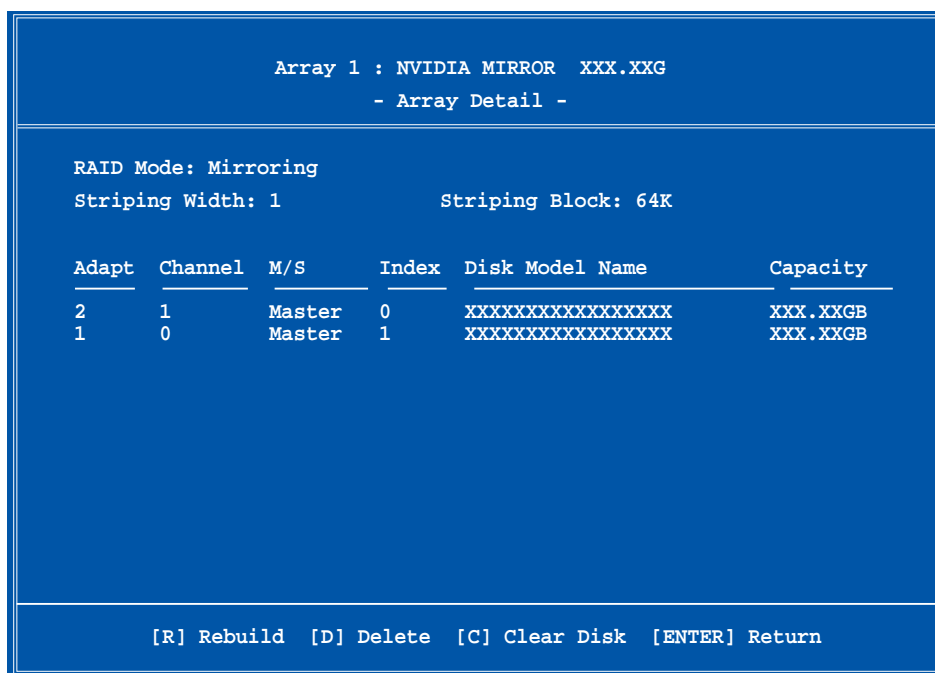 Array 1 : NVIDIA MIRROR XXX.XXG
- Array Detail -
RAID Mode: Mirroring
Striping Width: 1 Striping Block: 64K
Adapt Channel M/S Index Disk Model Name Capacity
2 1 Master 0 XXXXXXXXXXXXXXXXX XXX.XXGB
1 0 Master 1 XXXXXXXXXXXXXXXXX XXX.XXGB
[R] Rebuild [D] Delete [C] Clear Disk [ENTER] Return